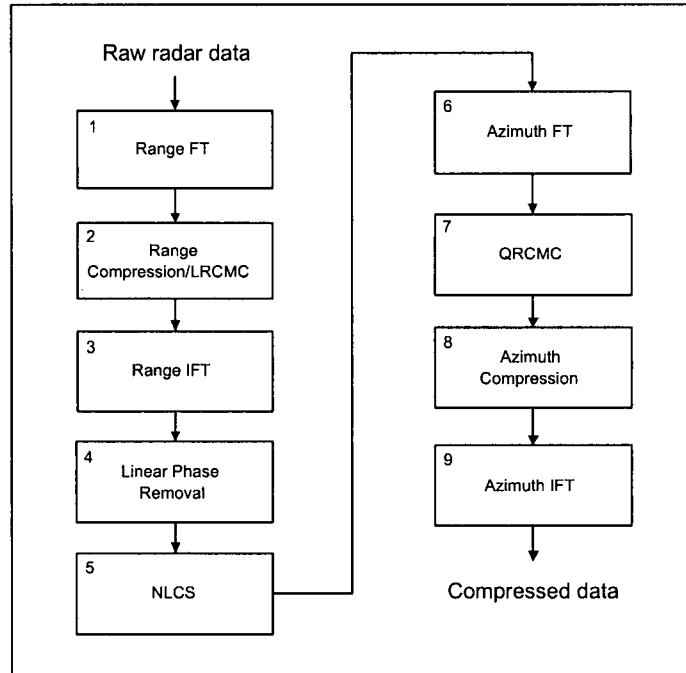 Raw radar data
1
Range FT
2
Range
Compression/LRCMC
3
Range IFT
4
Linear Phase
Removal
5
NLCS
6
Azimuth FT
7
QRCMC
8
Azimuth
Compression
9
Azimuth IFT
Compressed data